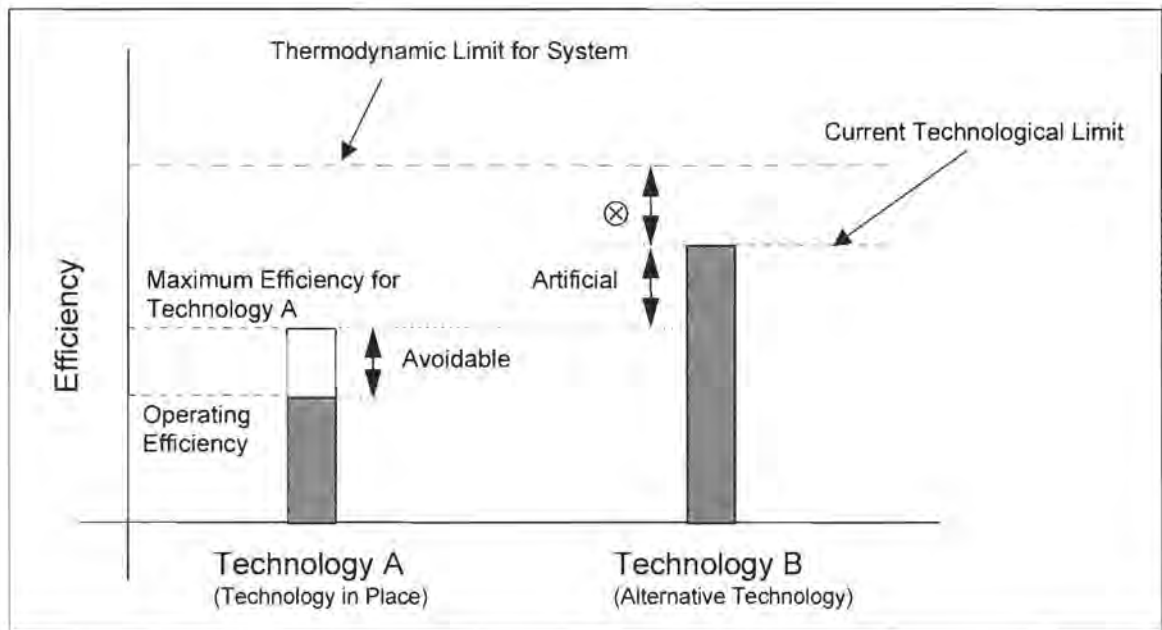 Thermodynamic Limit for System
Current Technological Limit
⊗
Artificial
Maximum Efficiency for
Technology A
Avoidable
Operating
Efficiency
Efficiency
Technology A
(Technology in Place)
Technology B
(Alternative Technology)